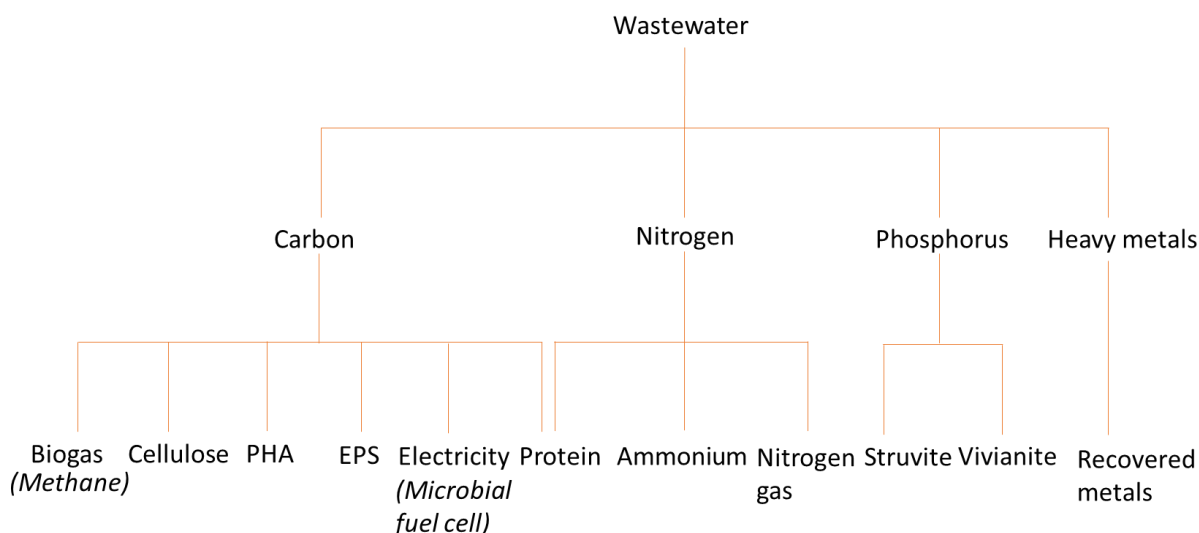 Wastewater
Carbon
Nitrogen
Phosphorus
Heavy metals
Biogas
(Methane)
Cellulose
PHA
EPS
Electricity
(Microbial
fuel cell)
Protein
Ammonium
Nitrogen
gas
Struvite
Vivianite
Recovered
metals